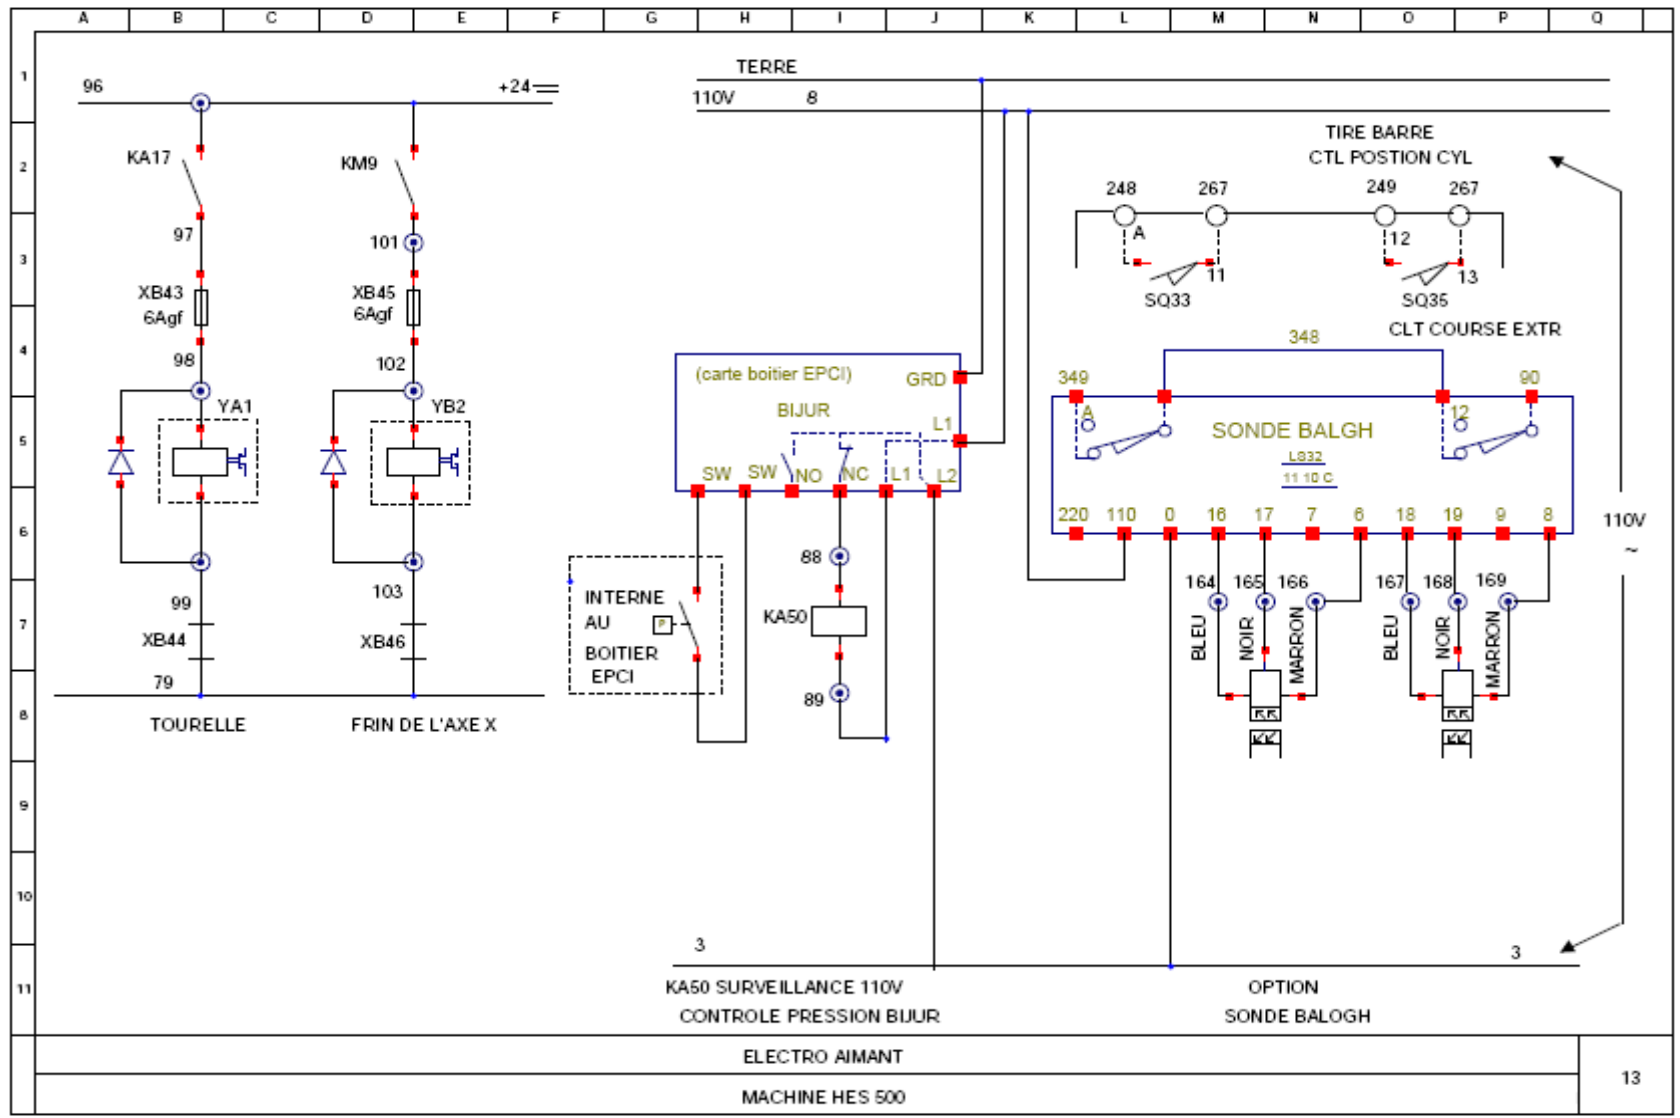 A B C D E F G H I J K L M N O P Q
1
2
3
4
5
6
7
8
9
10
11
96
+24
KA17
KM9
97
101
XB43
6Agf
XB45
6Agf
98
102
YA1
YB2
99
103
XB44
XB46
79
TOURELLE
FRIN DE L'AXE X
TERRE
110V 8
(carte boitier EPCI)
GRD
BIJUR
L1
SW SW NO NC L1 L2
INTERNE
AU P
BOITIER
EPCI
88
KA50
89
3
KA50 SURVEILLANCE 110V
CONTROLE PRESSION BIJUR
TIRE BARRE
CTL POSTION CYL
248 267 249 267
A 12
11 13
SQ33 SQ35
CLT COURSE EXTR
348
349 90
A 12
SONDE BALGH
L832
11 10 C
220 110 0 16 17 7 6 18 19 9 8
110V
~
164 165 166 167 168 169
BLEU NOIR MARRON BLEU NOIR MARRON
3
OPTION
SONDE BALOGH
ELECTRO AIMANT
MACHINE HES 500
13